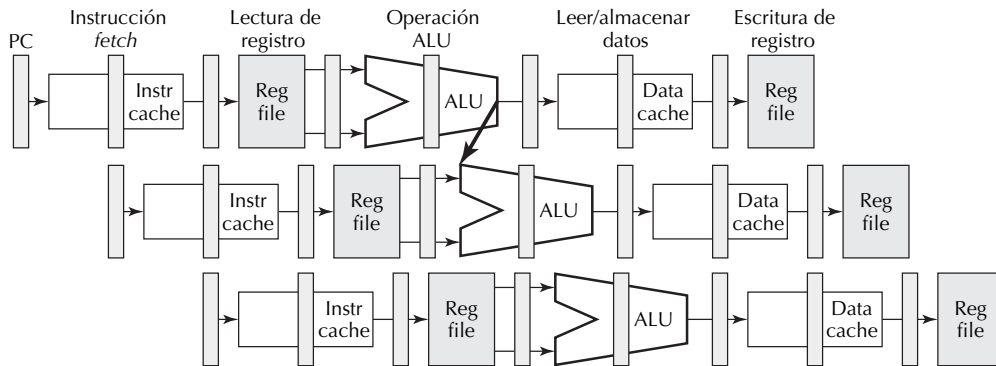 Instrucción
fetch
Lectura de
registro
Operación
ALU
Leer/almacenar
datos
Escritura de
registro
PC
Instr
cache
Reg
file
ALU
Data
cache
Reg
file
Instr
cache
Reg
file
ALU
Data
cache
Reg
file
Instr
cache
Reg
file
ALU
Data
cache
Reg
file